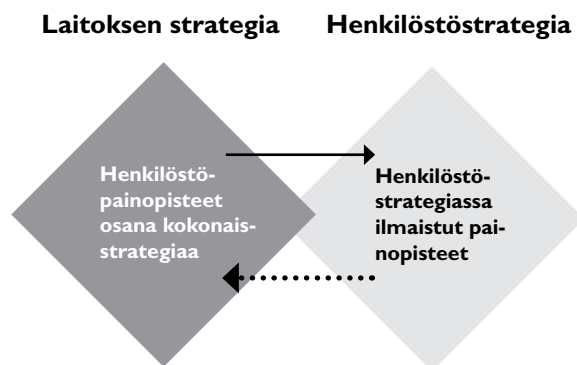 Laitoksen strategia
Henkilöstöstrategia
Henkilöstö-
painopisteet
osana kokonais-
strategiaa
Henkilöstö-
strategiassa
ilmaistut pai-
nopisteet